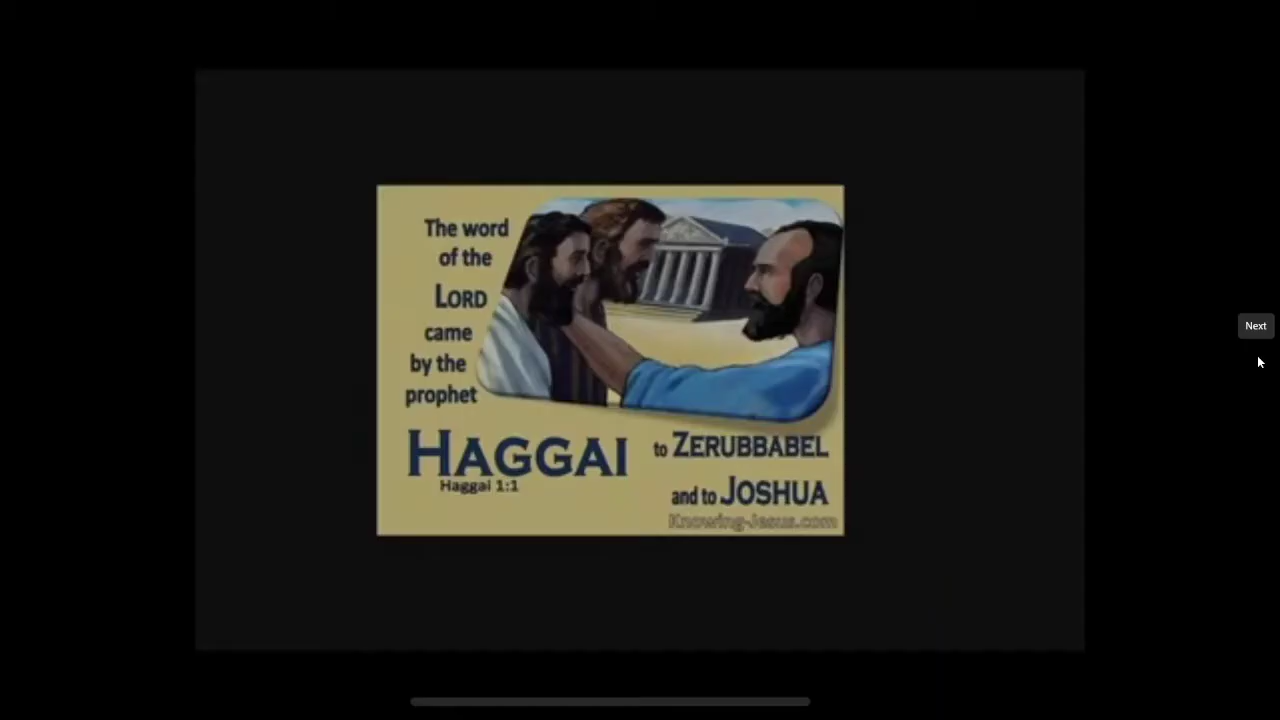 The word
of the
LORD
came
by the
prophet
HAGGAI
Haggai 1:1
to ZERUBBABEL
and to JOSHUA
Knowing-Jesus.com
Next